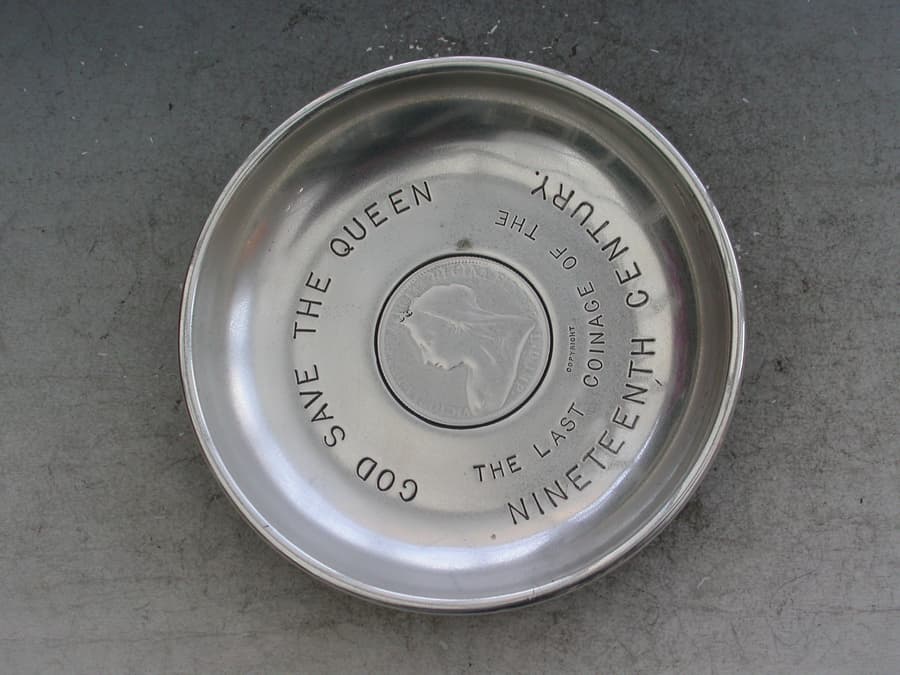 GOD SAVE THE QUEEN
THE LAST COINAGE OF THE
NINETEENTH CENTURY.
COPYRIGHT.